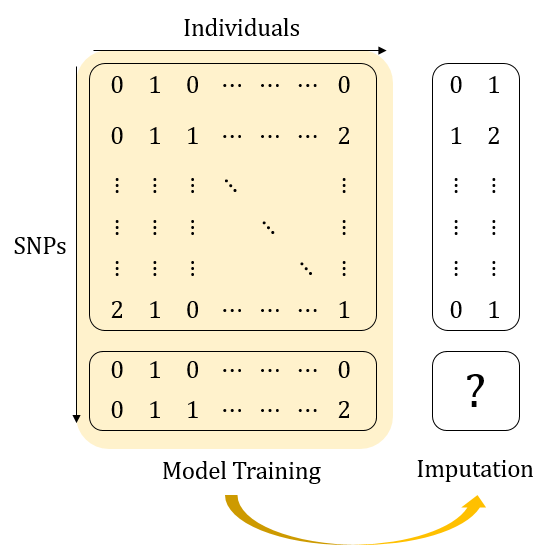 Individuals
0 1 0 ⋯ ⋯ ⋯ 0 0 1
0 1 1 ⋯ ⋯ ⋯ 2 1 2
⋮ ⋮ ⋮ ⋱ ⋮ ⋮ ⋮
⋮ ⋮ ⋮ ⋱ ⋮ ⋮ ⋮
SNPs
⋮ ⋮ ⋮ ⋱ ⋮ ⋮ ⋮
2 1 0 ⋯ ⋯ ⋯ 1 0 1
0 1 0 ⋯ ⋯ ⋯ 0
?
0 1 1 ⋯ ⋯ ⋯ 2
Model Training
Imputation